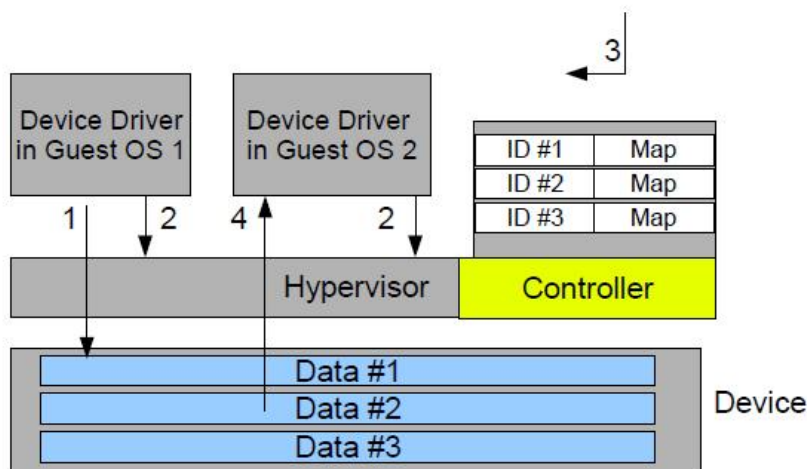 3
Device Driver
in Guest OS 1
Device Driver
in Guest OS 2
ID #1 Map
ID #2 Map
ID #3 Map
1 2 4 2
Hypervisor Controller
Data #1
Data #2
Data #3
Device